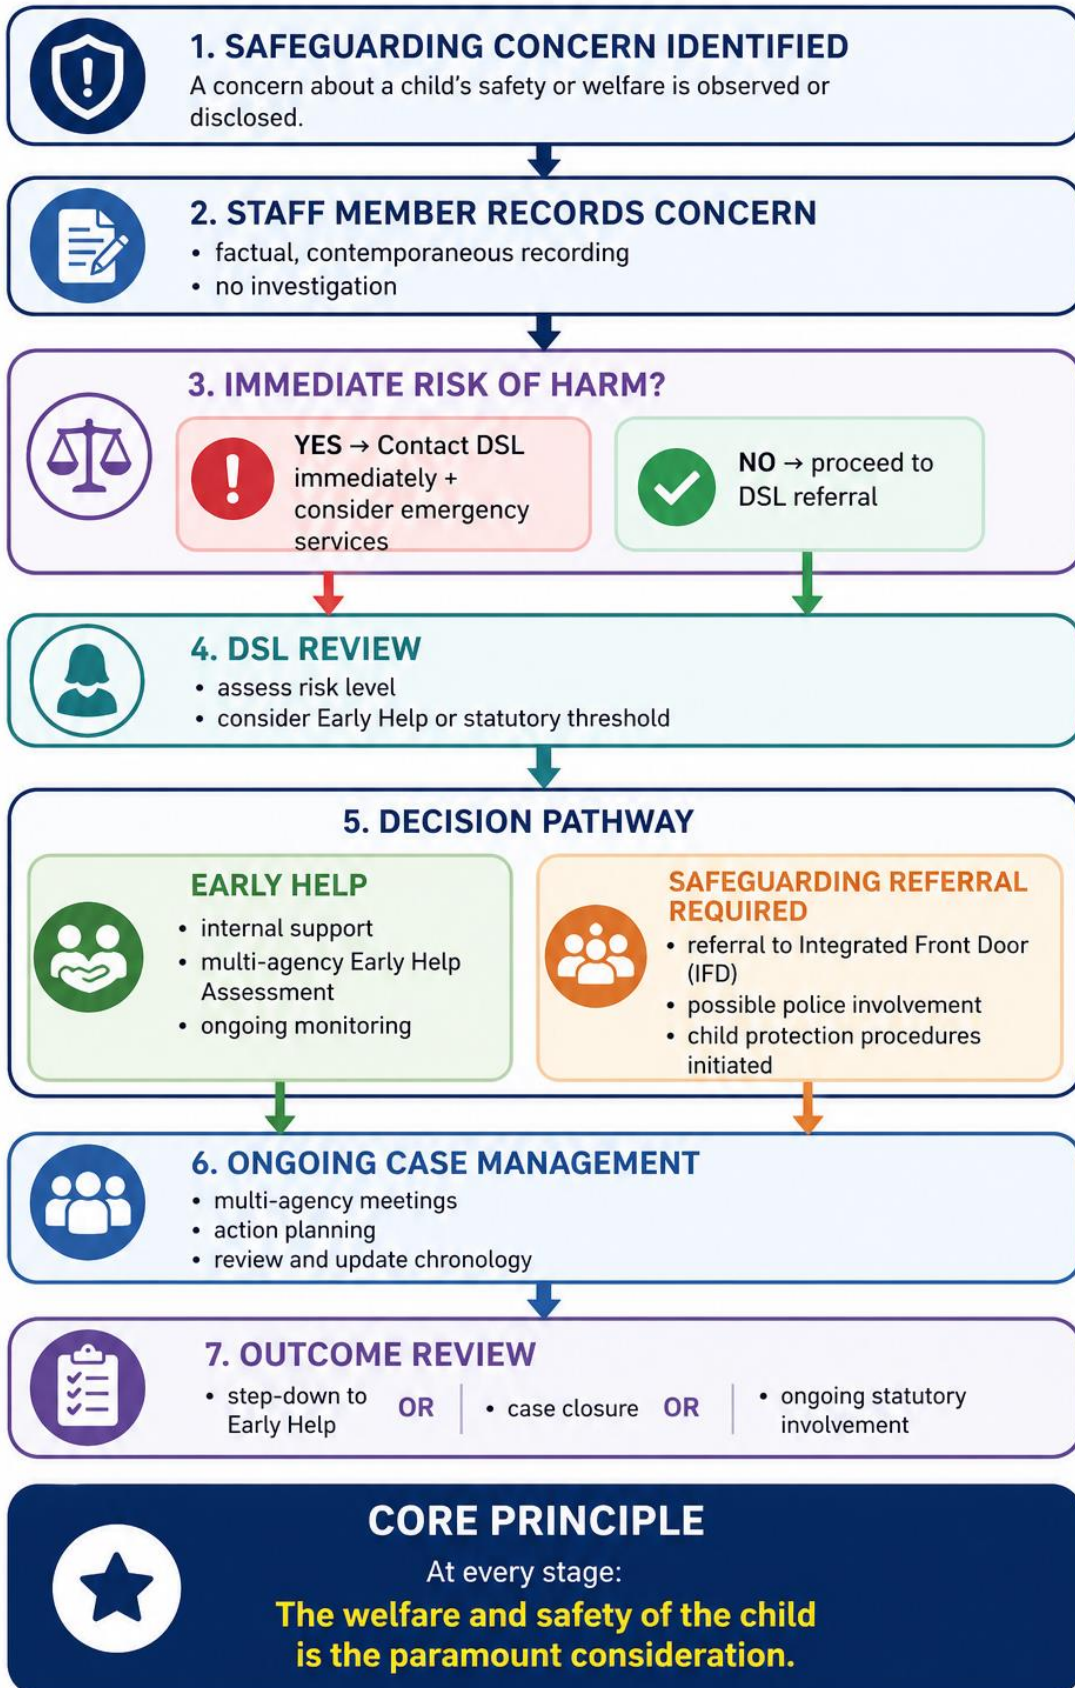 1. SAFEGUARDING CONCERN IDENTIFIED
A concern about a child's safety or welfare is observed or
disclosed.
2. STAFF MEMBER RECORDS CONCERN
• factual, contemporaneous recording
• no investigation
3. IMMEDIATE RISK OF HARM?
YES → Contact DSL
immediately +
consider emergency
services
NO → proceed to
DSL referral
4. DSL REVIEW
• assess risk level
• consider Early Help or statutory threshold
5. DECISION PATHWAY
EARLY HELP
• internal support
• multi-agency Early Help
Assessment
• ongoing monitoring
SAFEGUARDING REFERRAL
REQUIRED
• referral to Integrated Front Door
(IFD)
• possible police involvement
• child protection procedures
initiated
6. ONGOING CASE MANAGEMENT
• multi-agency meetings
• action planning
• review and update chronology
7. OUTCOME REVIEW
• step-down to
Early Help
OR
• case closure
OR
• ongoing statutory
involvement
CORE PRINCIPLE
At every stage:
The welfare and safety of the child
is the paramount consideration.